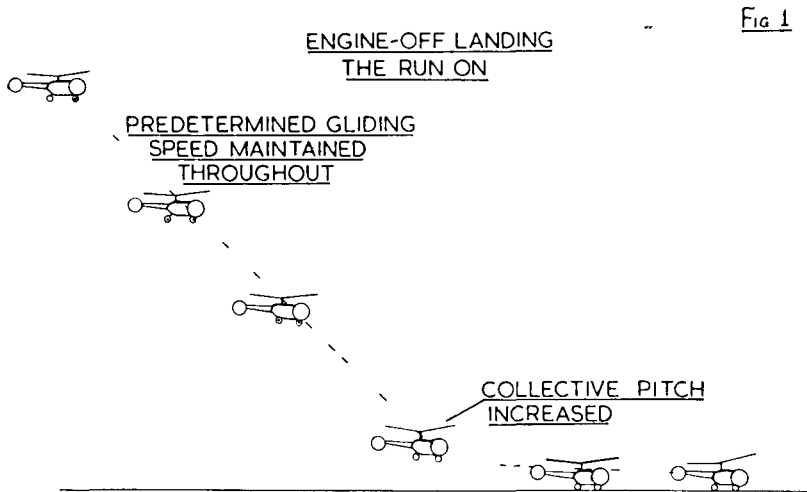 Fig 1
ENGINE-OFF LANDING
THE RUN ON
PREDETERMINED GLIDING
SPEED MAINTAINED
THROUGHOUT
COLLECTIVE PITCH
INCREASED